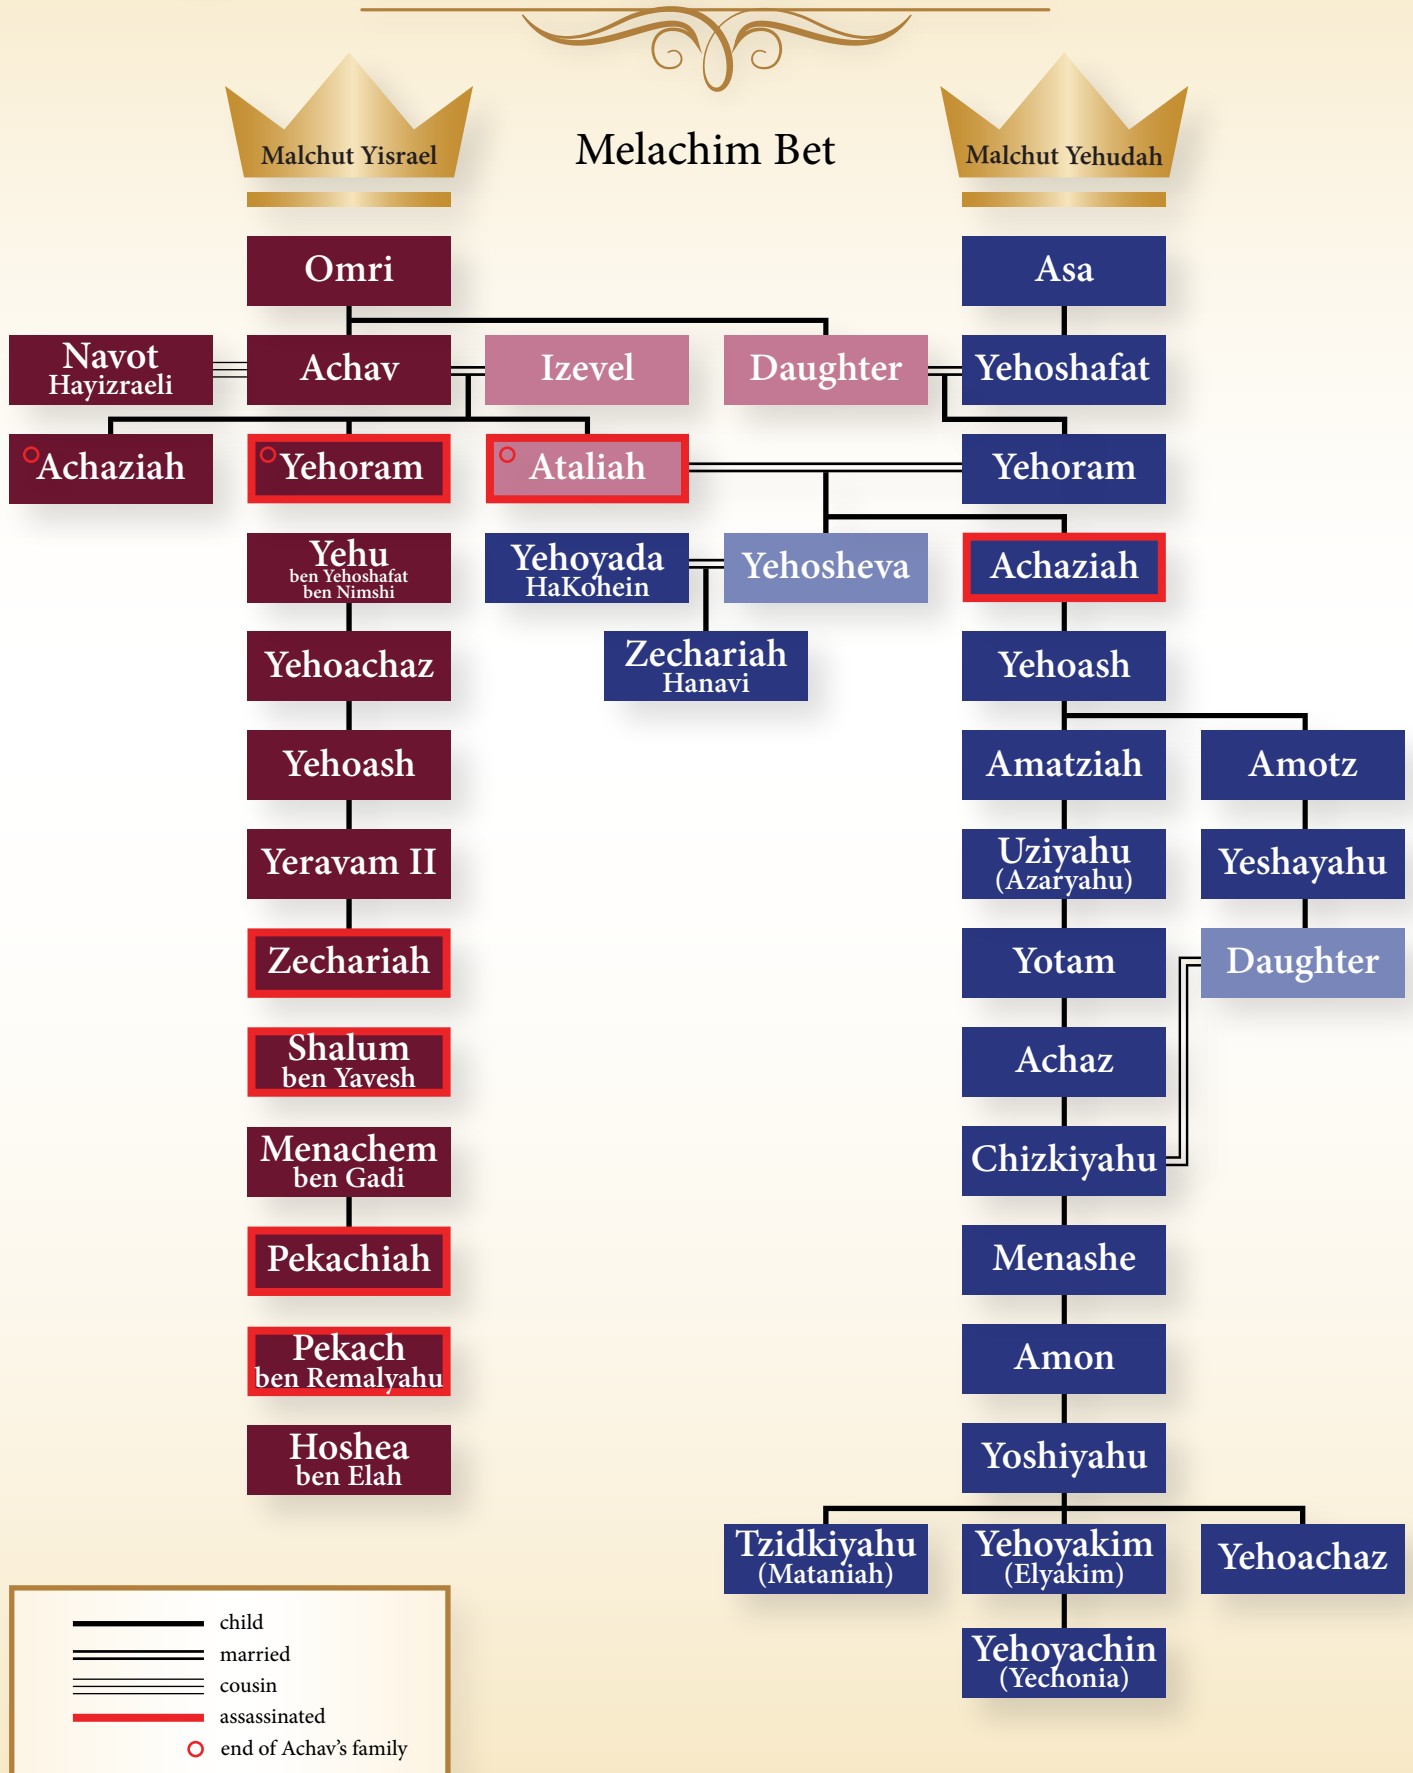 Malchut Yisrael
Melachim Bet
Malchut Yehudah
Omri
Asa
Navot
Hayizraeli
Achav
Izevel
Daughter
Yehoshafat
Achaziah
Yehoram
Ataliah
Yehoram
Yehu
ben Yehoshafat
ben Nimshi
Yehoyada
HaKohein
Yehosheva
Achaziah
Yehoachaz
Zechariah
Hanavi
Yehoash
Yehoash
Amatziah
Amotz
Yeravam II
Uziyahu
(Azaryahu)
Yeshayahu
Zechariah
Yotam
Daughter
Shalum
ben Yavesh
Achaz
Menachem
ben Gadi
Chizkiyahu
Pekachiah
Menashe
Pekach
ben Remalyahu
Amon
Hoshea
ben Elah
Yoshiyahu
Tzidkiyahu
(Mataniah)
Yehoyakim
(Elyakim)
Yehoachaz
Yehoyachin
(Yechonia)
child
married
cousin
assassinated
end of Achav's family